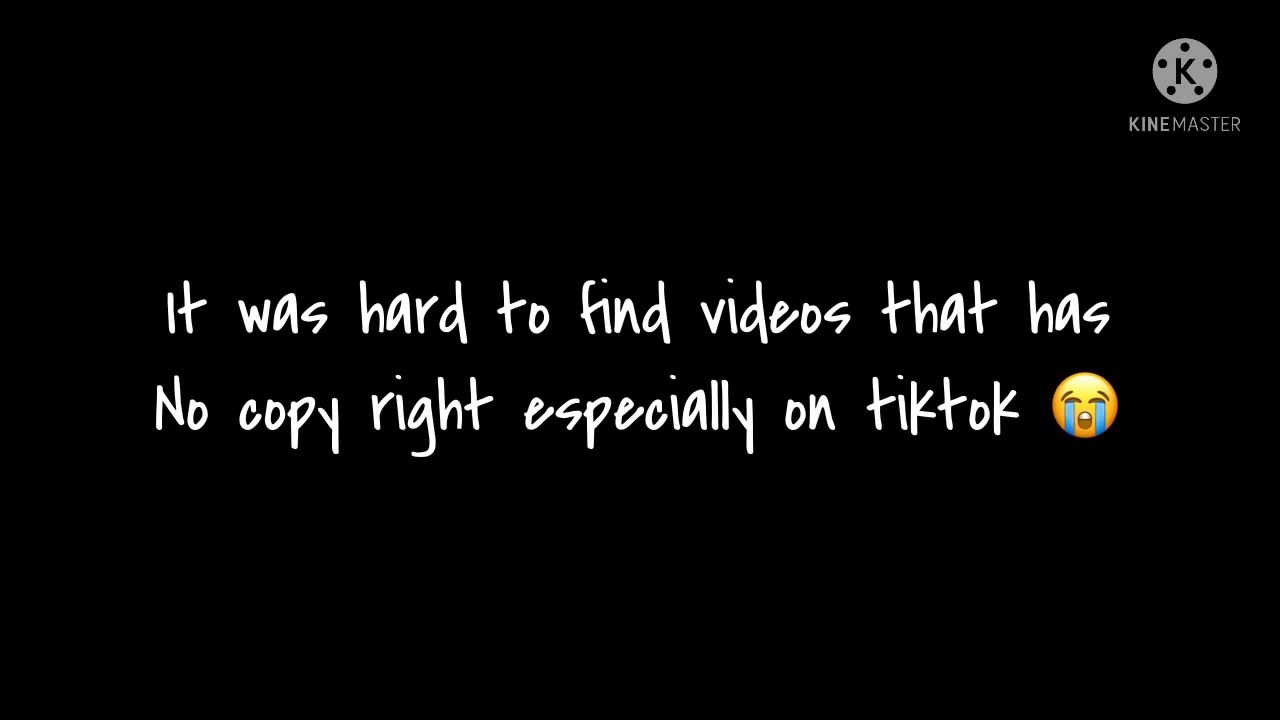 K
KINEMASTER
It was hard to find videos that has
No copy right especially on tiktok 😭